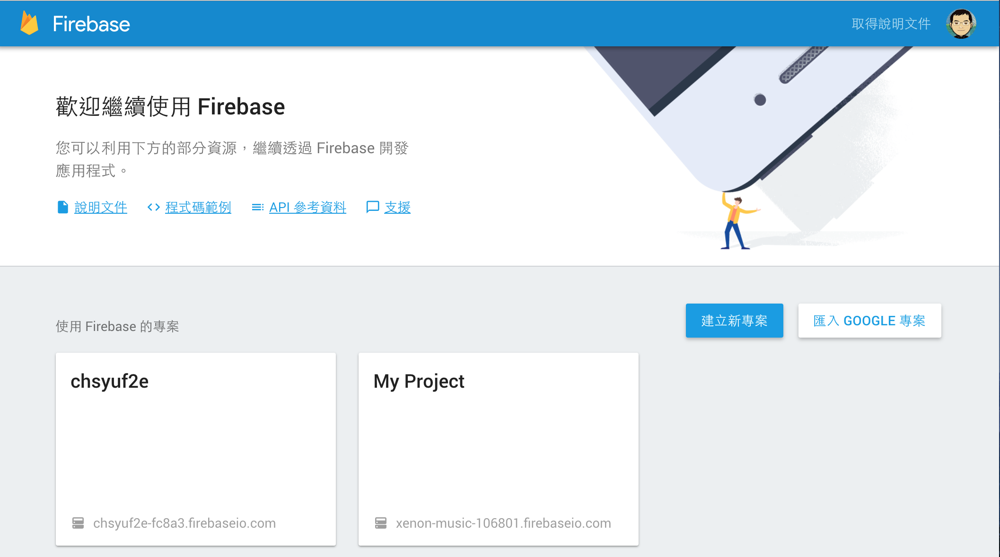 Firebase
取得說明文件
歡迎繼續使用 Firebase
您可以利用下方的部分資源，繼續透過 Firebase 開發
應用程式。
說明文件 程式碼範例 API 參考資料 支援
使用 Firebase 的專案
建立新專案
匯入 GOOGLE 專案
chsyuf2e
chsyuf2e-fc8a3.firebaseio.com
My Project
xenon-music-106801.firebaseio.com